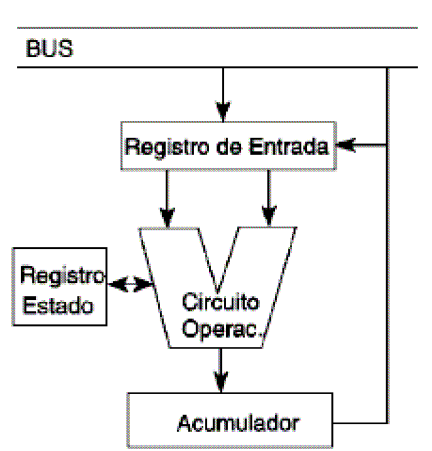 BUS
Registro de Entrada
Registro
Estado
Circuito
Operac.
Acumulador